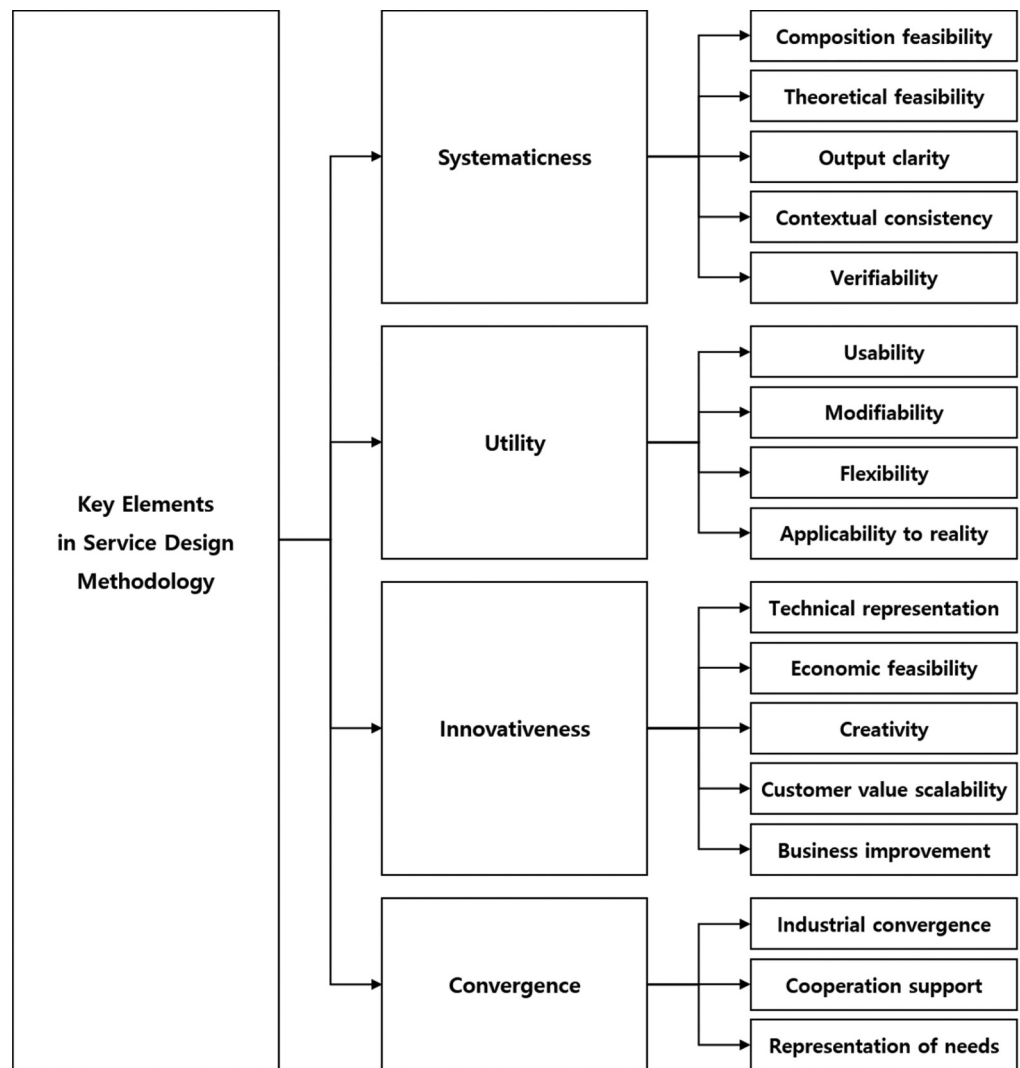 Key Elements
in Service Design
Methodology
Systematicness
Composition feasibility
Theoretical feasibility
Output clarity
Contextual consistency
Verifiability
Utility
Usability
Modifiability
Flexibility
Applicability to reality
Innovativeness
Technical representation
Economic feasibility
Creativity
Customer value scalability
Business improvement
Convergence
Industrial convergence
Cooperation support
Representation of needs